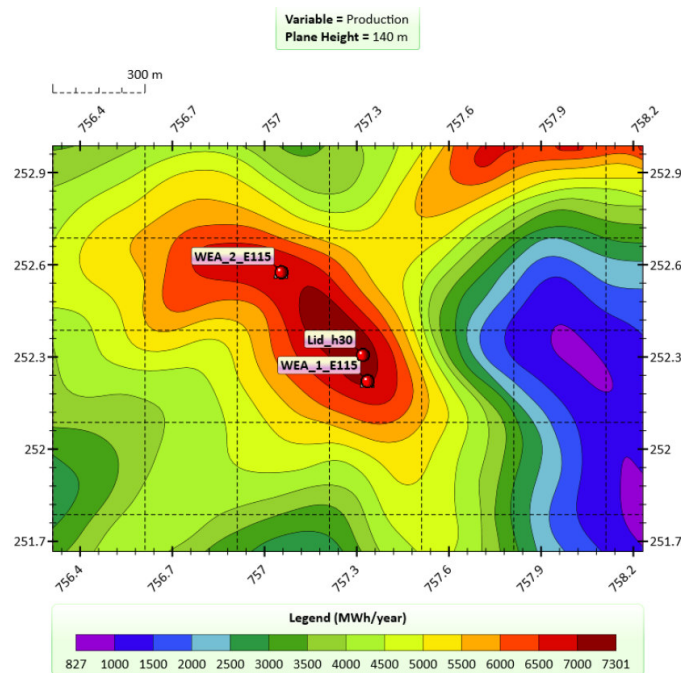 Variable = Production
Plane Height = 140 m
300 m
756.4 756.7 757 757.3 757.6 757.9 758.2
252.9 252.9
WEA_2_E115
252.6 252.6
Lid_h30
WEA_1_E115
252.3 252.3
252 252
251.7 251.7
756.4 756.7 757 757.3 757.6 757.9 758.2
Legend (MWh/year)
827 1000 1500 2000 2500 3000 3500 4000 4500 5000 5500 6000 6500 7000 7301